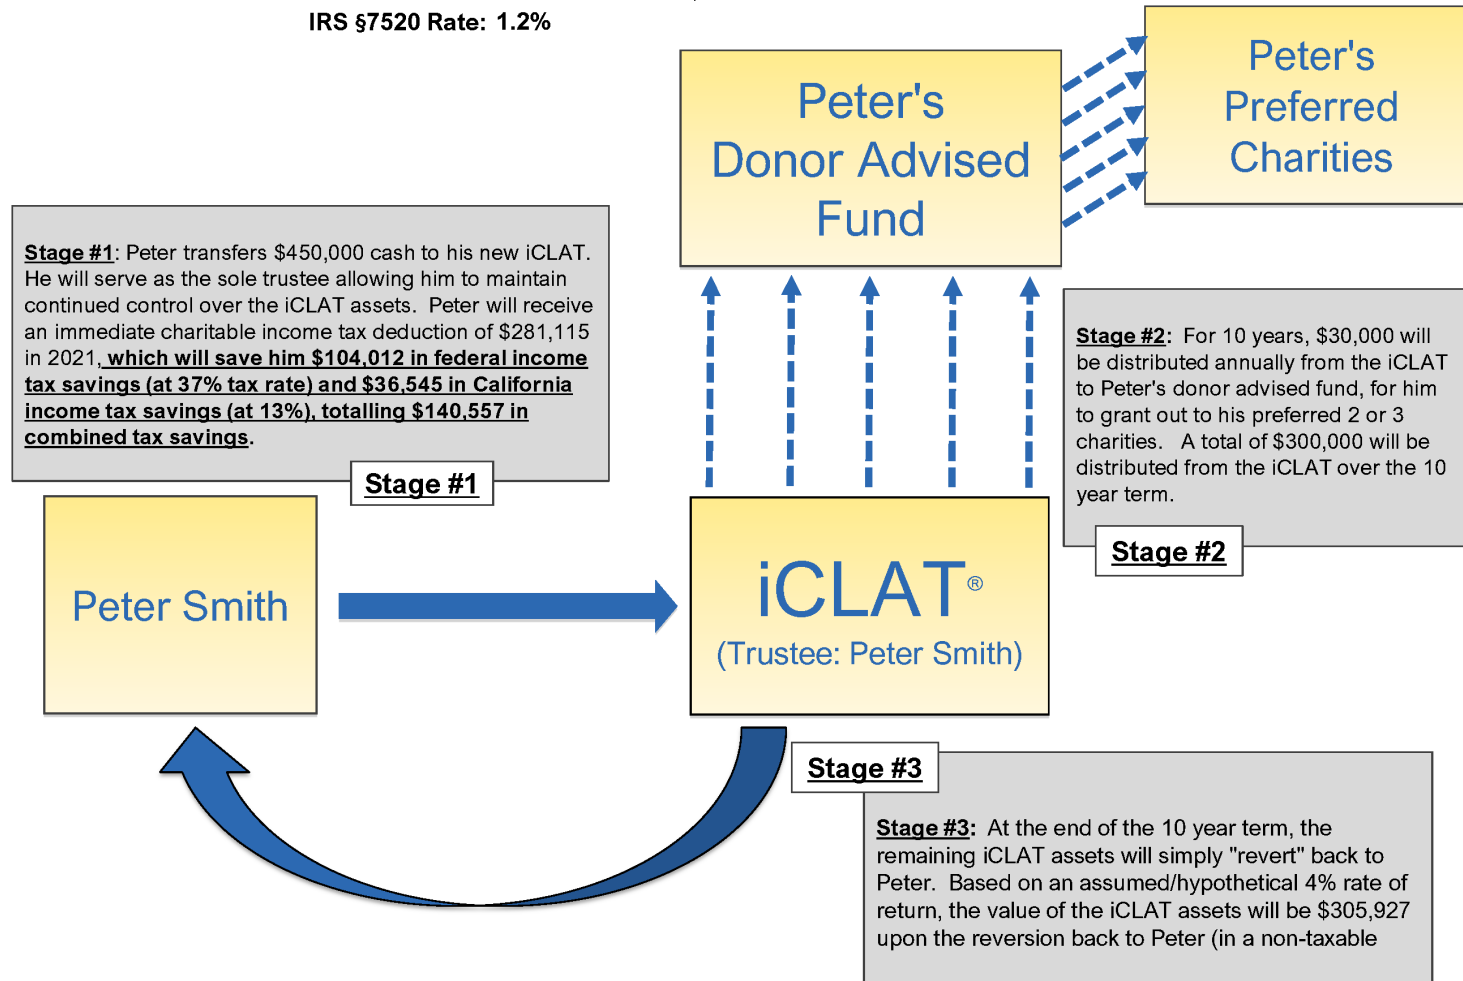 IRS §7520 Rate: 1.2%
Peter's
Donor Advised
Fund
Peter's
Preferred
Charities
Stage #1: Peter transfers $450,000 cash to his new iCLAT.
He will serve as the sole trustee allowing him to maintain
continued control over the iCLAT assets.  Peter will receive
an immediate charitable income tax deduction of $281,115
in 2021, which will save him $104,012 in federal income
tax savings (at 37% tax rate) and $36,545 in California
income tax savings (at 13%), totalling $140,557 in
combined tax savings.
Stage #1
Stage #2:  For 10 years, $30,000 will
be distributed annually from the iCLAT
to Peter's donor advised fund, for him
to grant out to his preferred 2 or 3
charities.   A total of $300,000 will be
distributed from the iCLAT over the 10
year term.
Stage #2
Peter Smith
iCLAT®
(Trustee: Peter Smith)
Stage #3
Stage #3:  At the end of the 10 year term, the
remaining iCLAT assets will simply "revert" back to
Peter.  Based on an assumed/hypothetical 4% rate of
return, the value of the iCLAT assets will be $305,927
upon the reversion back to Peter (in a non-taxable